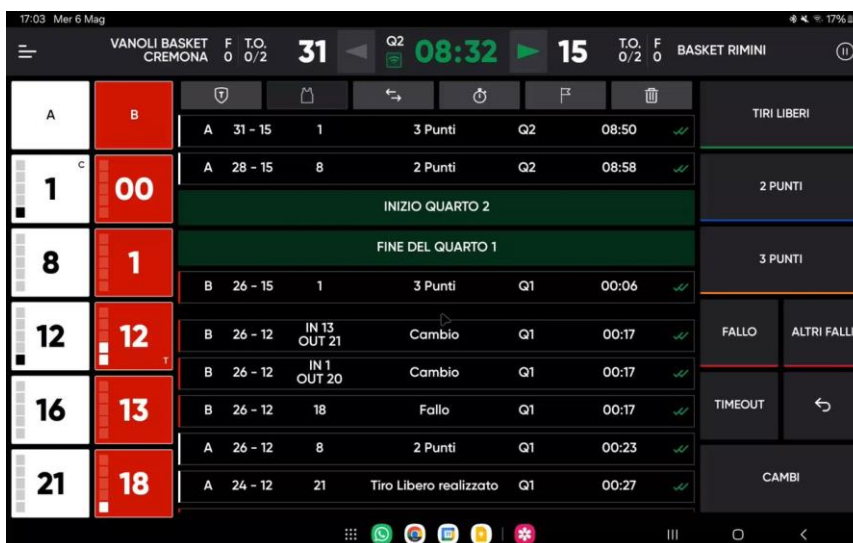 17:03 Mer 6 Mag
17%
VANOLI BASKET CREMONA F 0 T.O. 0/2 31 Q2 08:32 15 T.O. 0/2 F 0 BASKET RIMINI
A B
T
A 31 - 15 1 3 Punti Q2 08:50
A 28 - 15 8 2 Punti Q2 08:58
INIZIO QUARTO 2
FINE DEL QUARTO 1
B 26 - 15 1 3 Punti Q1 00:06
B 26 - 12 IN 13 OUT 21 Cambio Q1 00:17
B 26 - 12 IN 1 OUT 20 Cambio Q1 00:17
B 26 - 12 18 Fallo Q1 00:17
A 26 - 12 8 2 Punti Q1 00:23
A 24 - 12 21 Tiro Libero realizzato Q1 00:27
1 C 00
8 1
12 12 T
16 13
21 18
TIRI LIBERI
2 PUNTI
3 PUNTI
FALLO ALTRI FALLI
TIMEOUT
CAMBI